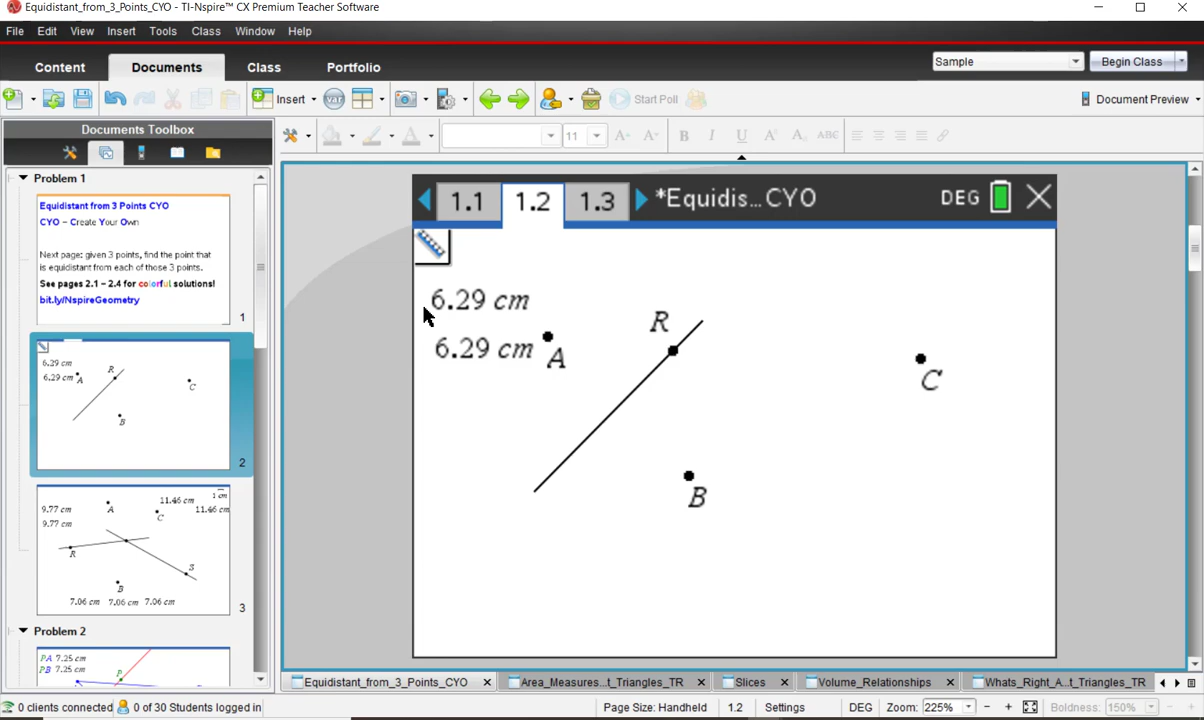 Equidistant_from_3_Points_CYO - TI-Nspire™ CX Premium Teacher Software
File Edit View Insert Tools Class Window Help
Content Documents Class Portfolio
Sample Begin Class
Insert VAR Start Poll Document Preview
Documents Toolbox
11 A A B I U A A ABC
Problem 1
Equidistant from 3 Points CYO
CYO – Create Your Own
Next page: given 3 points, find the point that
is equidistant from each of those 3 points.
See pages 2.1 – 2.4 for colorful solutions!
bit.ly/NspireGeometry
1
6.29 cm
6.29 cm A
R
C
B
2
9.77 cm
9.77 cm
A
11.46 cm
1 cm
11.46 cm
C
R
S
B
7.06 cm 7.06 cm 7.06 cm
3
Problem 2
PA 7.25 cm
PB 7.25 cm
P
1.1 1.2 1.3 *Equidis…CYO DEG
6.29 cm
6.29 cm
A
R
C
B
Equidistant_from_3_Points_CYO Area_Measures...t_Triangles_TR Slices Volume_Relationships Whats_Right_A...t_Triangles_TR
0 clients connected 0 of 30 Students logged in Page Size: Handheld 1.2 Settings DEG Zoom: 225% Boldness: 150%